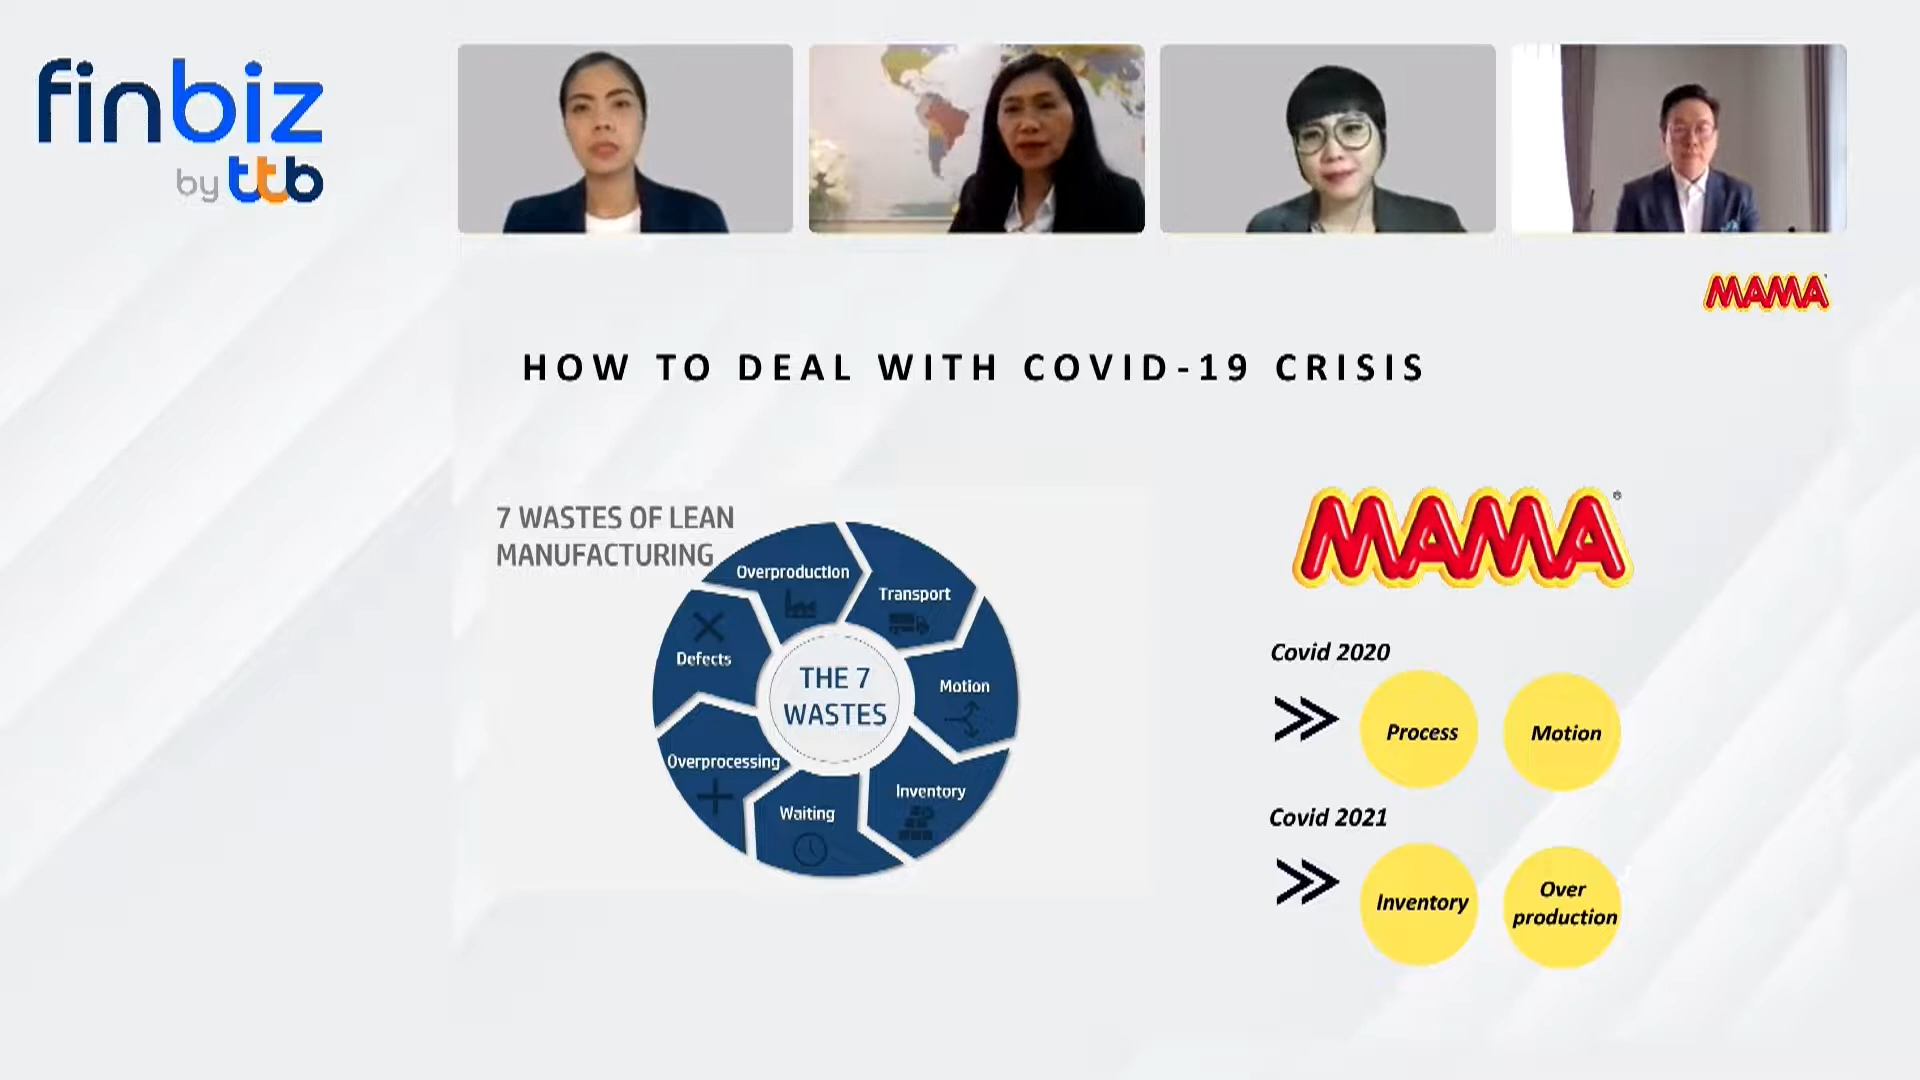 finbiz
by ttb
MAMA
HOW TO DEAL WITH COVID-19 CRISIS
7 WASTES OF LEAN
MANUFACTURING
Overproduction
Transport
Motion
Inventory
Waiting
Overprocessing
Defects
THE 7
WASTES
MAMA®
Covid 2020
Process
Motion
Covid 2021
Inventory
Over
production